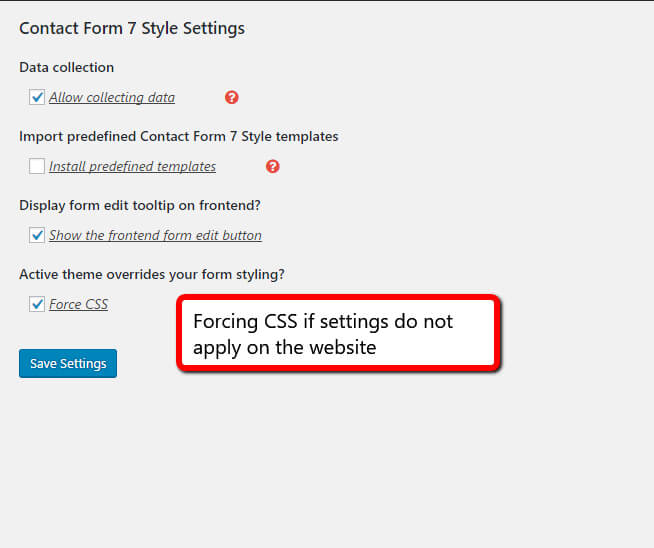 Contact Form 7 Style Settings
Data collection
Allow collecting data
Import predefined Contact Form 7 Style templates
Install predefined templates
Display form edit tooltip on frontend?
Show the frontend form edit button
Active theme overrides your form styling?
Force CSS
Forcing CSS if settings do not
apply on the website
Save Settings